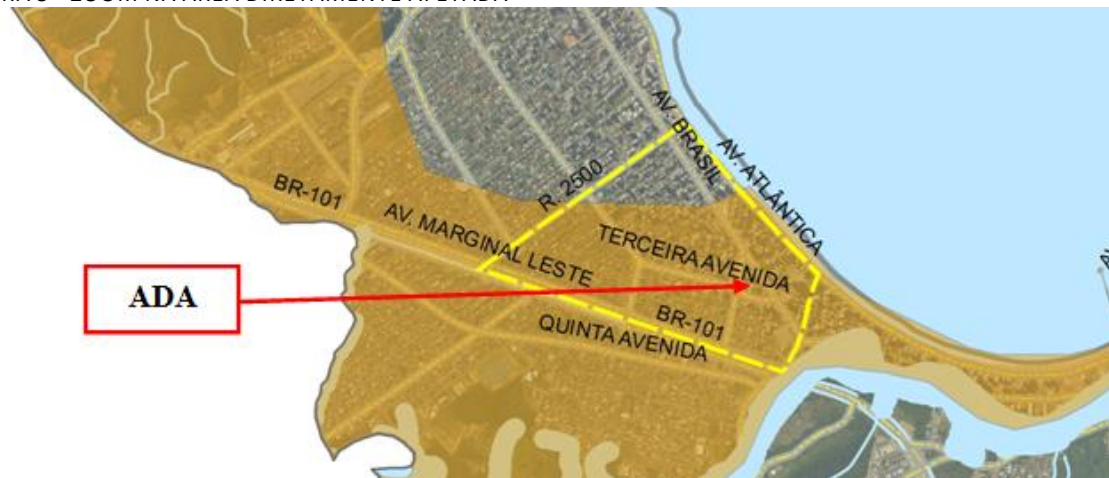 AV. BRASIL
AV. ATLÂNTICA
R. 2500
BR-101
AV. MARGINAL LESTE
TERCEIRA AVENIDA
ADA
BR-101
QUINTA AVENIDA